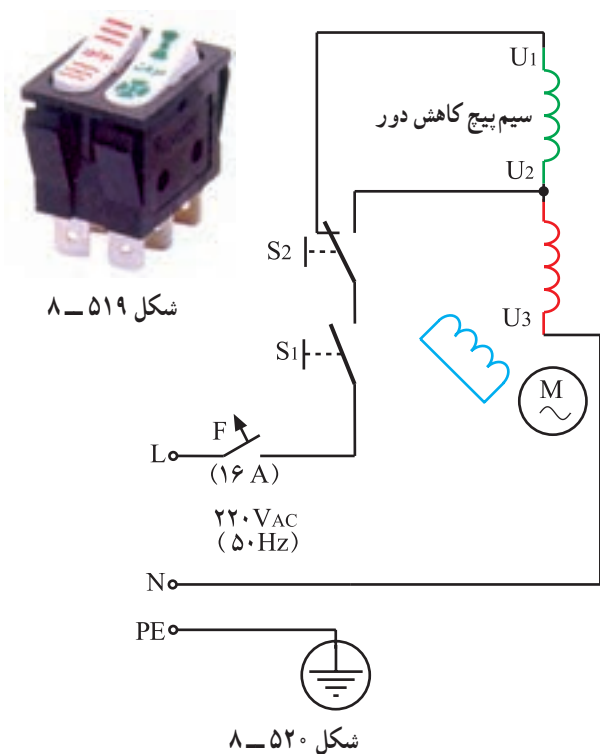 شکل ۵۱۹ ــ ۸
U1
سیم پیچ کاهش دور
U2
S2
U3
S1
M
F
L
(۱۶ A)
۲۲۰VAC
(۵۰Hz)
N
PE
شکل ۵۲۰ ــ ۸